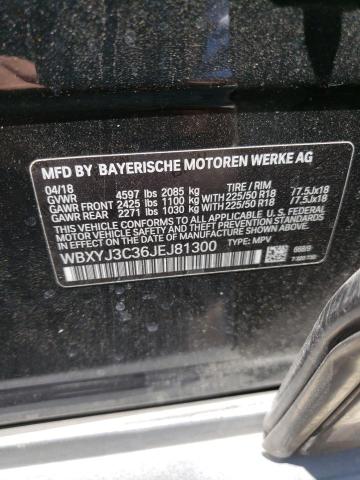 MFD BY BAYERISCHE MOTOREN WERKE AG
04/18 TIRE / RIM
GVWR 4597 lbs 2085 kg
GAWR FRONT 2425 lbs 1100 kg WITH 225/50 R18 /7.5Jx18
GAWR REAR 2271 lbs 1030 kg WITH 225/50 R18 /7.5Jx18
THIS VEHICLE CONFORMS TO ALL APPLICABLE FEDERAL
MOTOR VEHICLE SAFETY, BUMPER, AND THEFT PREVENTION
STANDARDS IN EFFECT ON THE DATE OF MANUFACTURE SHOWN ABOVE.
WBXYJ3C36JEJ81300 TYPE: MPV